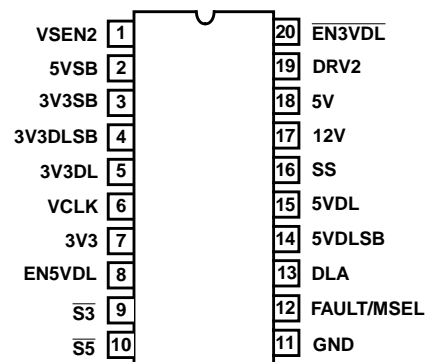 VSEN2 1 20 EN3VDL
5VSB 2 19 DRV2
3V3SB 3 18 5V
3V3DLSB 4 17 12V
3V3DL 5 16 SS
VCLK 6 15 5VDL
3V3 7 14 5VDLSB
EN5VDL 8 13 DLA
S3 9 12 FAULT/MSEL
S5 10 11 GND